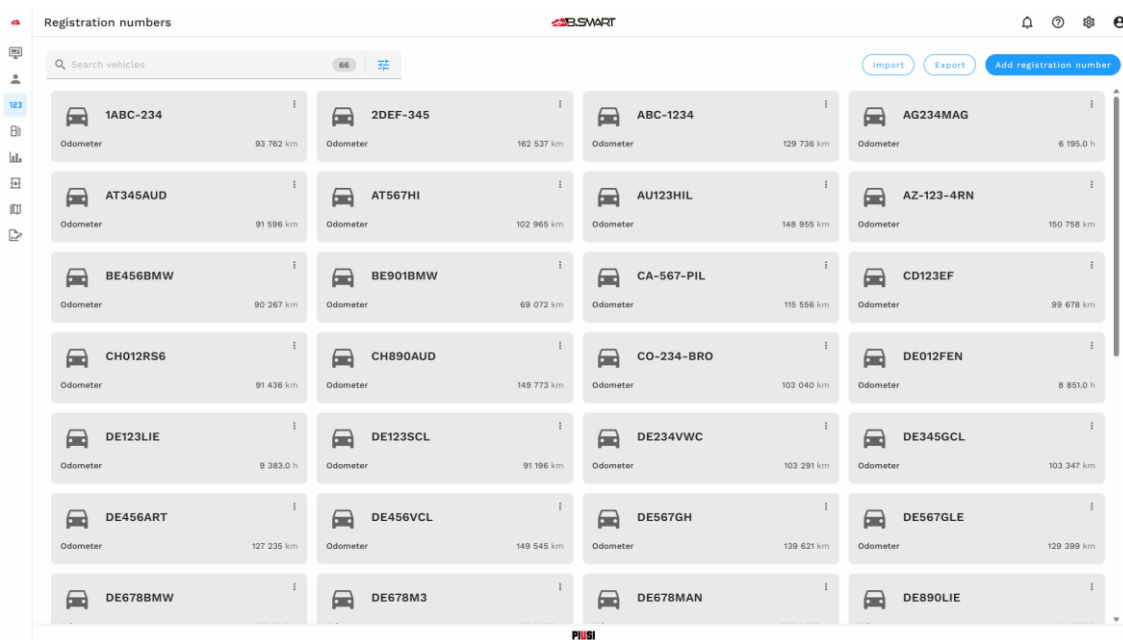 Registration numbers
B.SMART
Search vehicles 66
Import Export Add registration number
123
1ABC-234 2DEF-345 ABC-1234 AG234MAG
Odometer 93 762 km Odometer 162 537 km Odometer 129 736 km Odometer 6 195.0 h
AT345AUD AT567HI AU123HIL AZ-123-4RN
Odometer 91 596 km Odometer 102 965 km Odometer 148 955 km Odometer 150 758 km
BE456BMW BE901BMW CA-567-PIL CD123EF
Odometer 90 267 km Odometer 69 072 km Odometer 115 556 km Odometer 99 678 km
CH012RS6 CH890AUD CO-234-BRO DE012FEN
Odometer 91 436 km Odometer 149 773 km Odometer 103 040 km Odometer 8 851.0 h
DE123LIE DE123SCL DE234VWC DE345GCL
Odometer 9 383.0 h Odometer 91 196 km Odometer 103 291 km Odometer 103 347 km
DE456ART DE456VCL DE567GH DE567GLE
Odometer 127 235 km Odometer 149 545 km Odometer 139 621 km Odometer 129 399 km
DE678BMW DE678M3 DE678MAN DE890LIE
PIUSI